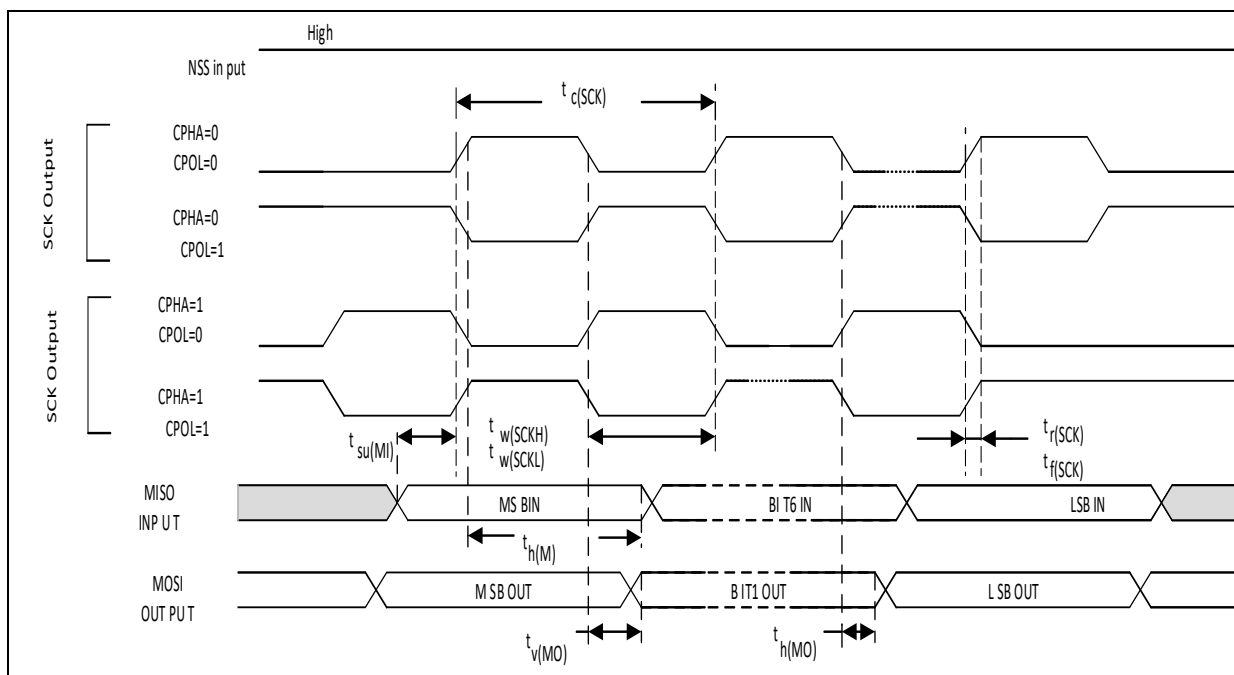 High
NSS in put
t c(SCK)
SCK Output
CPHA=0
CPOL=0
CPHA=0
CPOL=1
SCK Output
CPHA=1
CPOL=0
CPHA=1
CPOL=1
t su(MI)
t w(SCKH)
t w(SCKL)
t r(SCK)
t f(SCK)
MISO
INP U T
MS BIN
BI T6 IN
LSB IN
t h(M)
MOSI
OUT PU T
M SB OUT
B IT1 OUT
L SB OUT
t v(MO)
t h(MO)